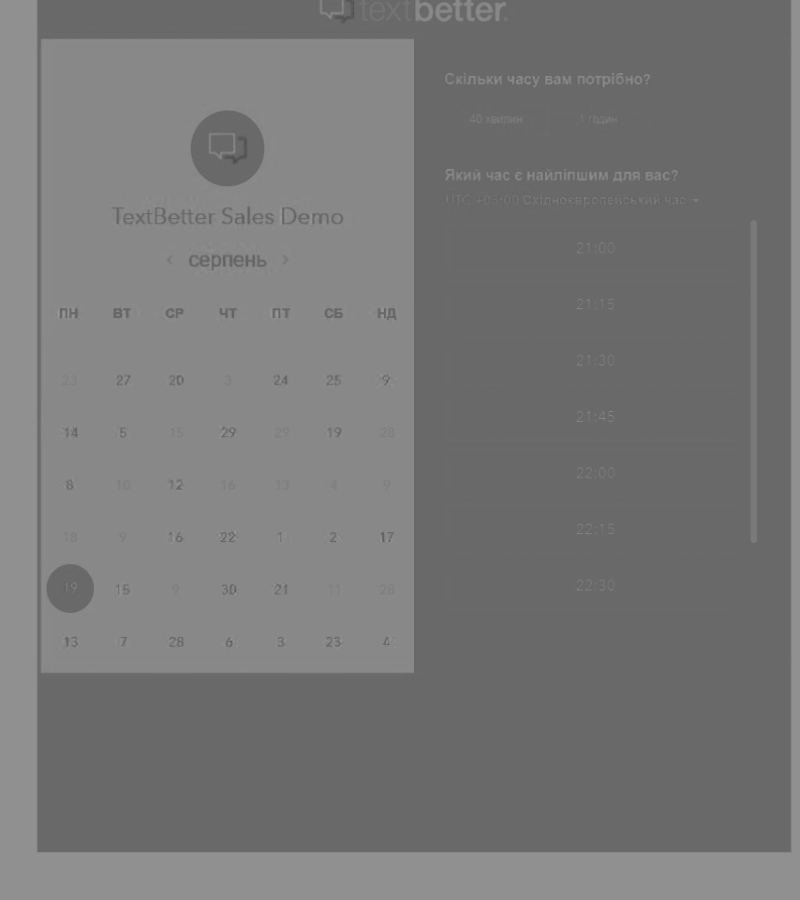 textbetter
TextBetter Sales Demo
‹ серпень ›
ПН ВТ СР ЧТ ПТ СБ НД
23 27 20 3 24 25 9
14 5 15 29 29 19 28
8 10 12 16 13 4 9
18 9 16 22 1 2 17
19 15 9 30 21 11 28
13 7 28 6 3 23 4
Скільки часу вам потрібно?
40 хвилин 1 годин
Який час є найліпшим для вас?
UTC +03:00 Східноєвропейський час
21:00
21:15
21:30
21:45
22:00
22:15
22:30